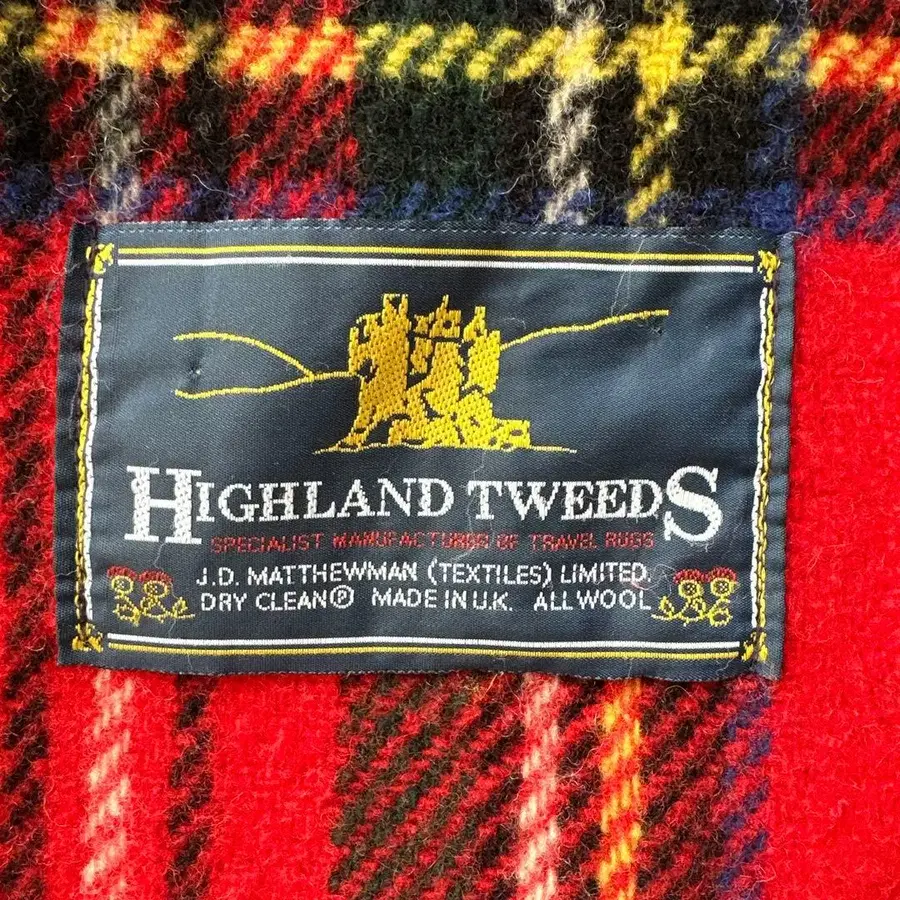 HIGHLAND TWEEDS
SPECIALIST MANUFACTURER OF TRAVEL RUGS
J.D. MATTHEWMAN (TEXTILES) LIMITED.
DRY CLEAN Ⓟ MADE IN U.K. ALL WOOL